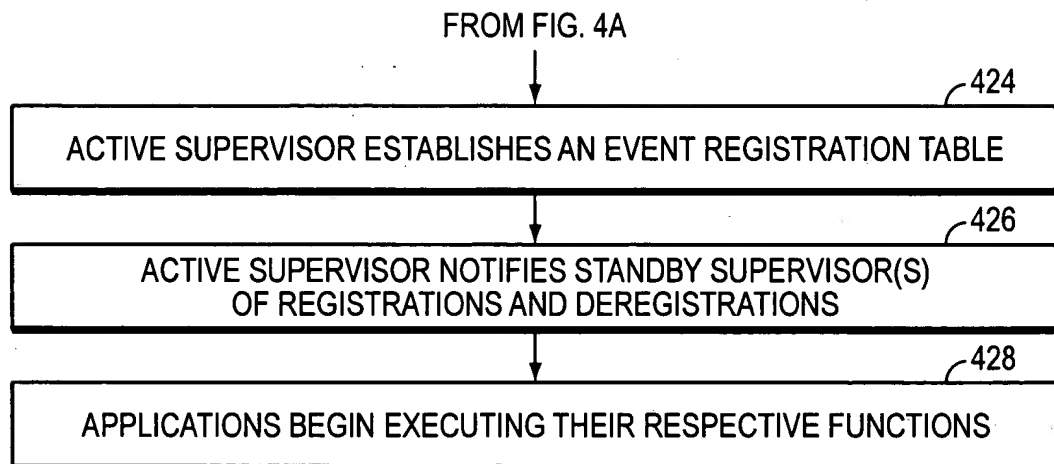 FROM FIG. 4A
424
ACTIVE SUPERVISOR ESTABLISHES AN EVENT REGISTRATION TABLE
426
ACTIVE SUPERVISOR NOTIFIES STANDBY SUPERVISOR(S)
OF REGISTRATIONS AND DEREGISTRATIONS
428
APPLICATIONS BEGIN EXECUTING THEIR RESPECTIVE FUNCTIONS